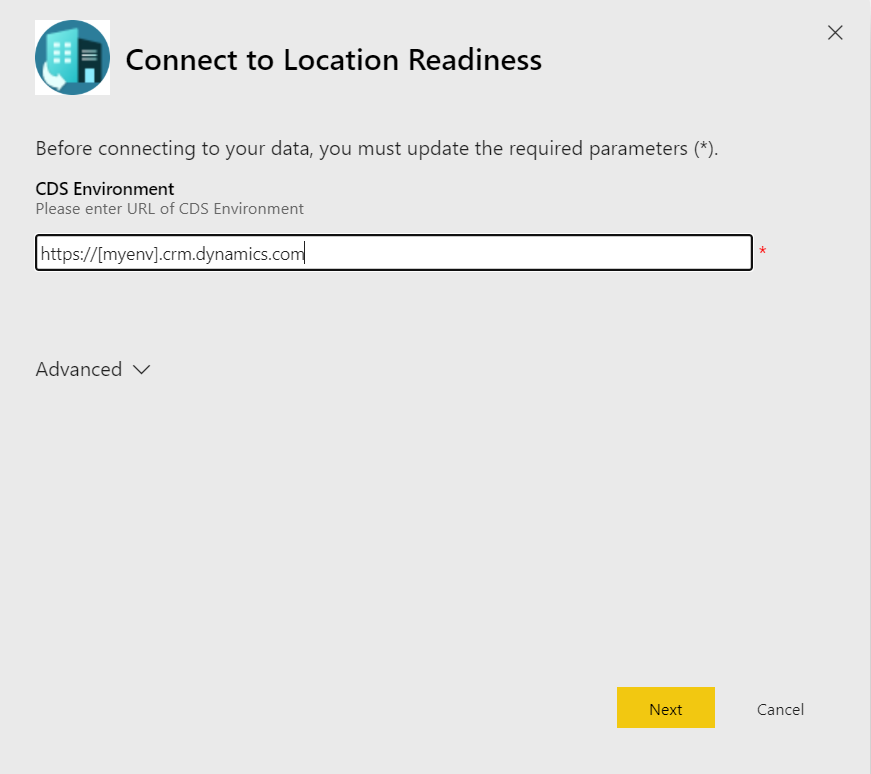 Connect to Location Readiness
Before connecting to your data, you must update the required parameters (*).
CDS Environment
Please enter URL of CDS Environment
https://[myenv].crm.dynamics.com
*
Advanced
Next
Cancel